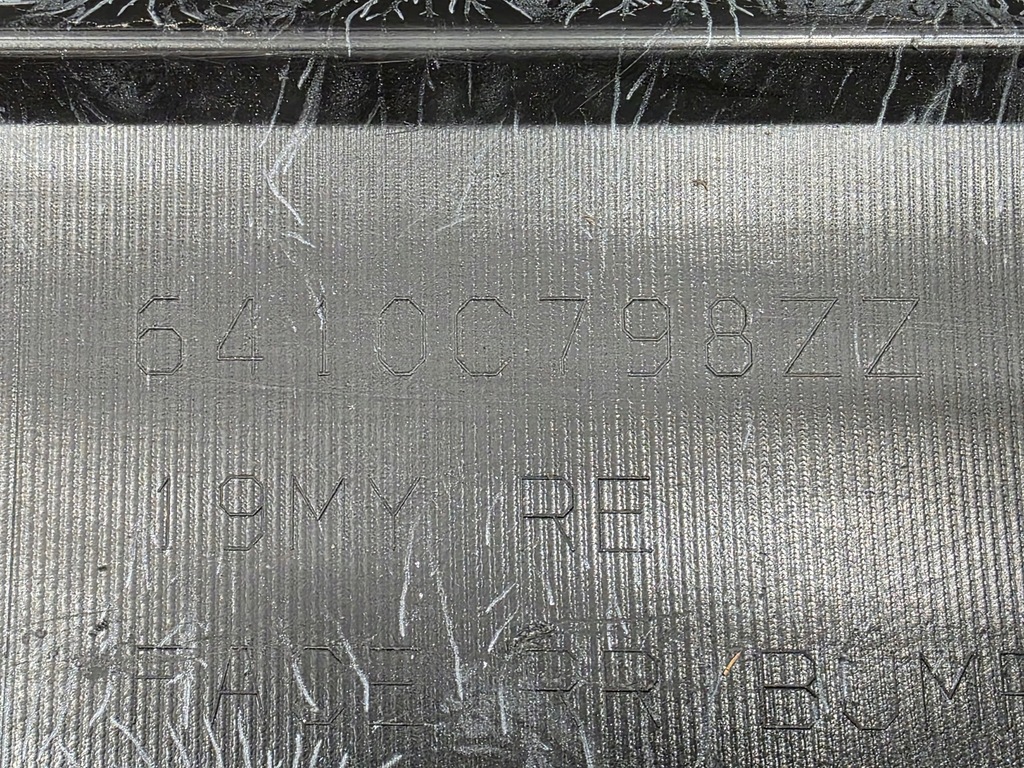 6410C798ZZ
19MY RE
FACE RR BUMP